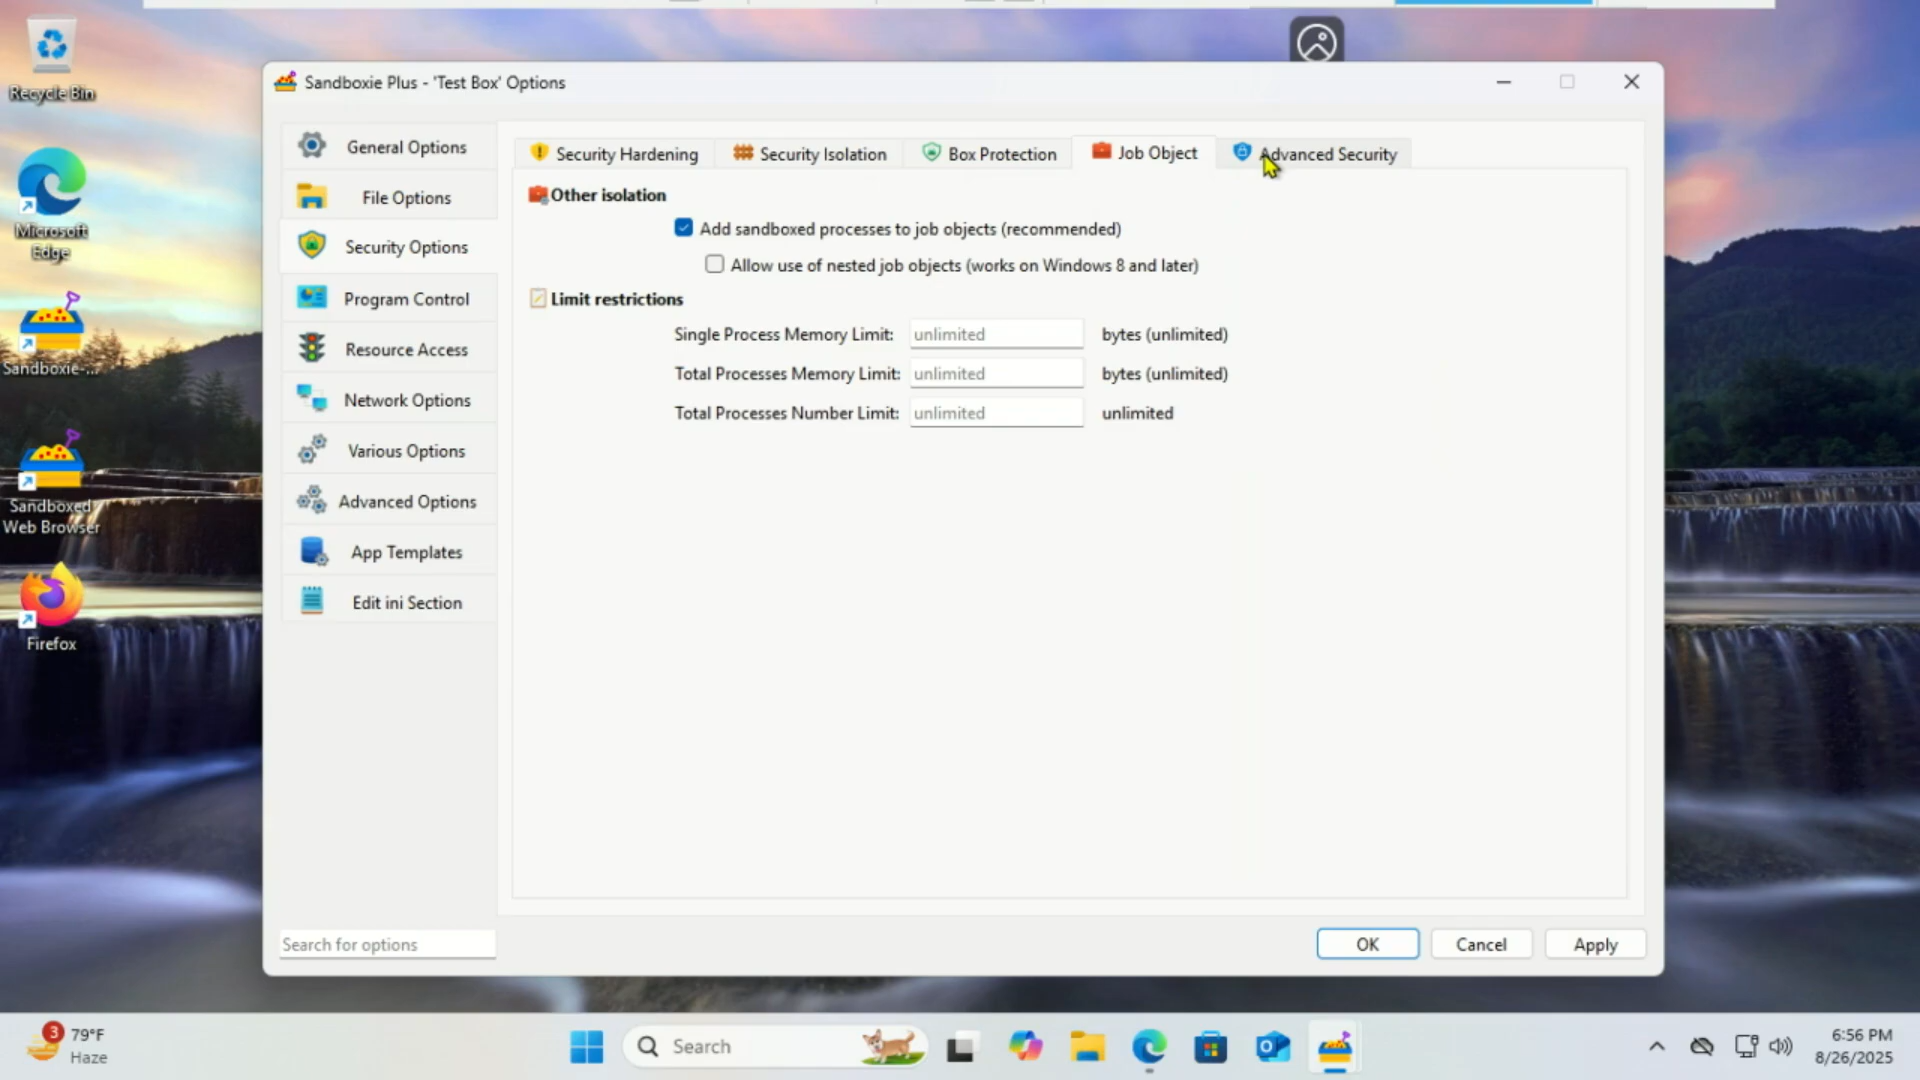 Recycle Bin
Microsoft
Edge
Sandboxie-...
Sandboxed
Web Browser
Firefox
Sandboxie Plus - 'Test Box' Options
General Options
File Options
Security Options
Program Control
Resource Access
Network Options
Various Options
Advanced Options
App Templates
Edit ini Section
Search for options
Security Hardening
Security Isolation
Box Protection
Job Object
Advanced Security
Other isolation
Add sandboxed processes to job objects (recommended)
Allow use of nested job objects (works on Windows 8 and later)
Limit restrictions
Single Process Memory Limit: unlimited bytes (unlimited)
Total Processes Memory Limit: unlimited bytes (unlimited)
Total Processes Number Limit: unlimited unlimited
OK Cancel Apply
3
79°F
Haze
Search
6:56 PM
8/26/2025